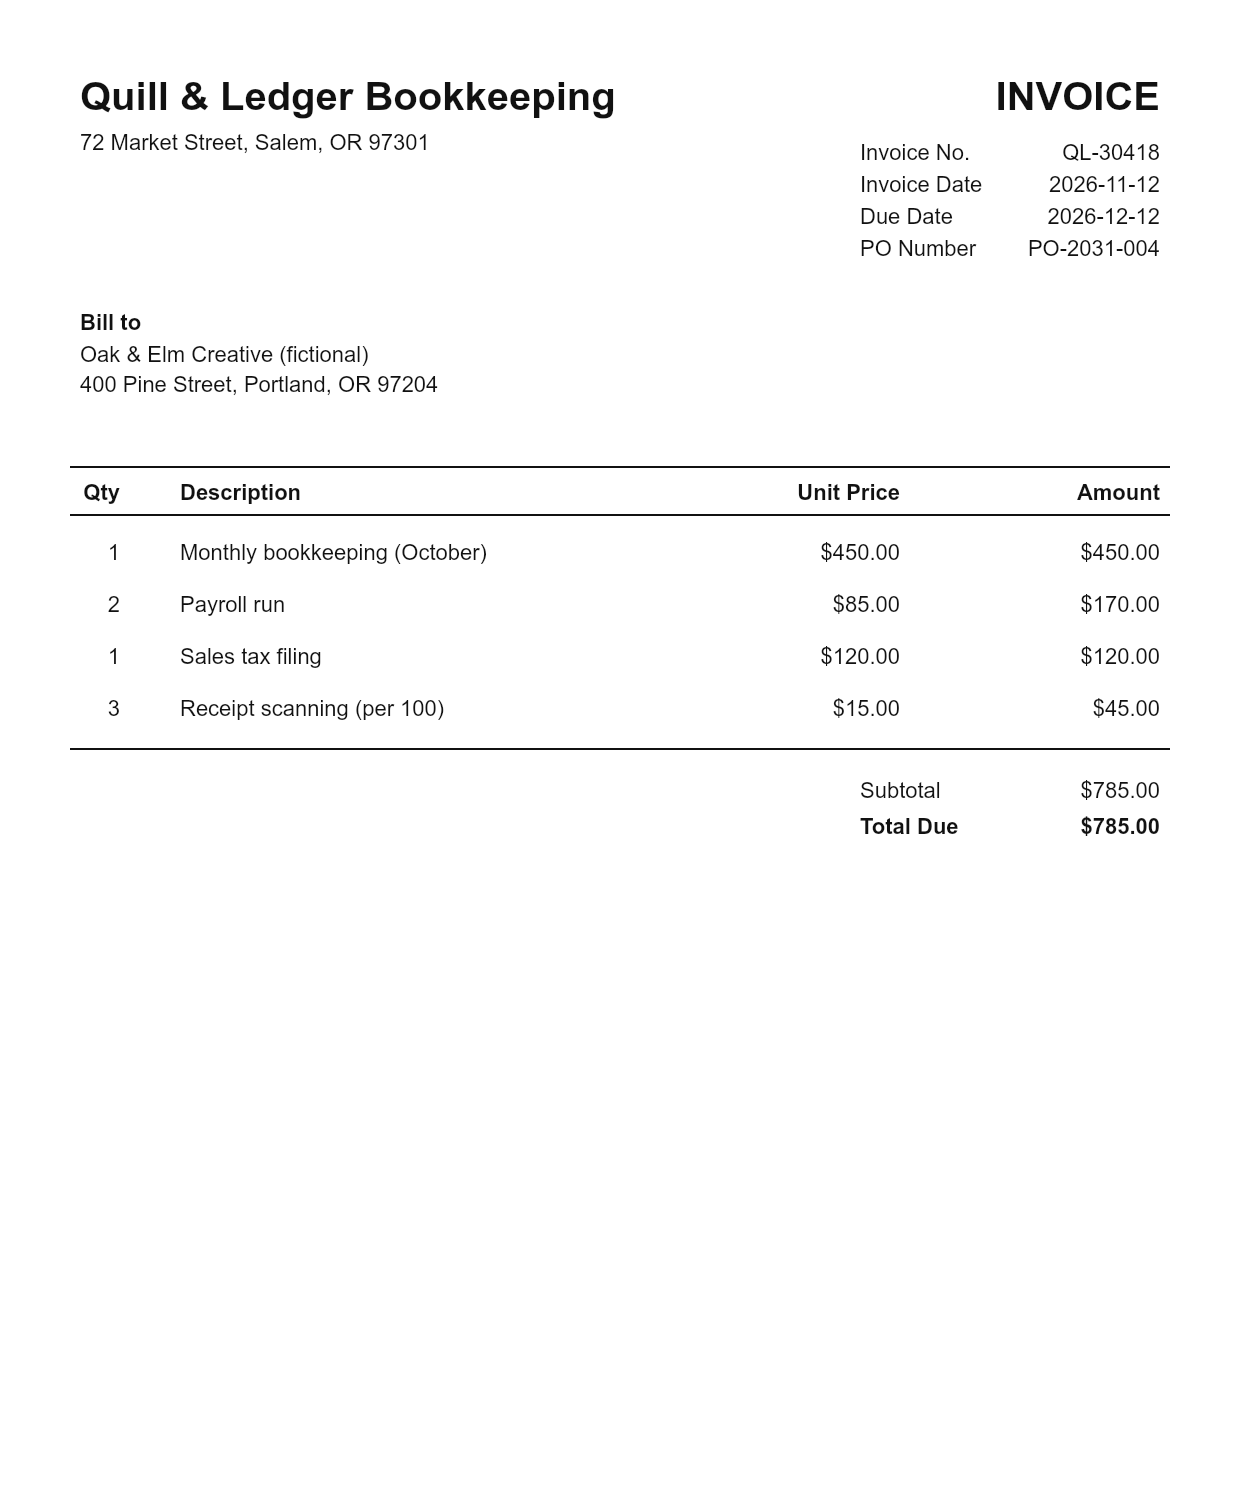 Quill & Ledger Bookkeeping
72 Market Street, Salem, OR 97301
INVOICE
Invoice No. QL-30418
Invoice Date 2026-11-12
Due Date 2026-12-12
PO Number PO-2031-004
Bill to
Oak & Elm Creative (fictional)
400 Pine Street, Portland, OR 97204
Qty Description Unit Price Amount
1 Monthly bookkeeping (October) $450.00 $450.00
2 Payroll run $85.00 $170.00
1 Sales tax filing $120.00 $120.00
3 Receipt scanning (per 100) $15.00 $45.00
Subtotal $785.00
Total Due $785.00